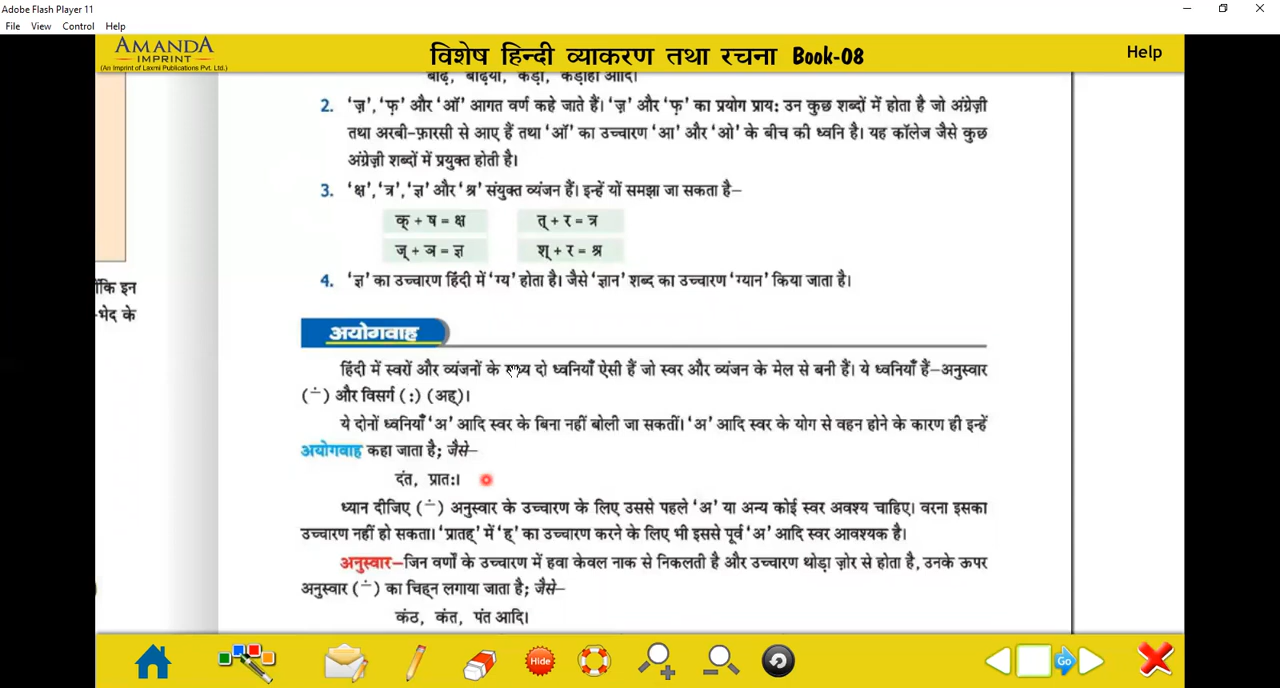 Adobe Flash Player 11
File View Control Help
AMANDA
IMPRINT
(An Imprint of Laxmi Publications Pvt. Ltd.)
विशेष हिन्दी व्याकरण तथा रचना Book-08
Help
बाढ़, बढ़िया, कड़ा, कड़ाही आदि।
2. 'ज़', 'फ़' और 'ऑ' आगत वर्ण कहे जाते हैं। 'ज़' और 'फ़' का प्रयोग प्रायः उन कुछ शब्दों में होता है जो अंग्रेज़ी
तथा अरबी-फ़ारसी से आए हैं तथा 'ऑ' का उच्चारण 'आ' और 'ओ' के बीच की ध्वनि है। यह कॉलेज जैसे कुछ
अंग्रेज़ी शब्दों में प्रयुक्त होती है।
3. 'क्ष', 'त्र', 'ज्ञ' और 'श्र' संयुक्त व्यंजन हैं। इन्हें यों समझा जा सकता है–
क् + ष = क्ष त् + र = त्र
ज् + ञ = ज्ञ श् + र = श्र
4. 'ज्ञ' का उच्चारण हिंदी में 'ग्य' होता है। जैसे 'ज्ञान' शब्द का उच्चारण 'ग्यान' किया जाता है।
कि इन
-भेद के
अयोगवाह
हिंदी में स्वरों और व्यंजनों के मध्य दो ध्वनियाँ ऐसी हैं जो स्वर और व्यंजन के मेल से बनी हैं। ये ध्वनियाँ हैं–अनुस्वार
(–ं) और विसर्ग (:) (अह्)।
ये दोनों ध्वनियाँ 'अ' आदि स्वर के बिना नहीं बोली जा सकतीं। 'अ' आदि स्वर के योग से वहन होने के कारण ही इन्हें
अयोगवाह कहा जाता है; जैसे–
दंत, प्रातः।
ध्यान दीजिए (–ं) अनुस्वार के उच्चारण के लिए उससे पहले 'अ' या अन्य कोई स्वर अवश्य चाहिए। वरना इसका
उच्चारण नहीं हो सकता। 'प्रातह्' में 'ह्' का उच्चारण करने के लिए भी इससे पूर्व 'अ' आदि स्वर आवश्यक है।
अनुस्वार–जिन वर्णों के उच्चारण में हवा केवल नाक से निकलती है और उच्चारण थोड़ा ज़ोर से होता है, उनके ऊपर
अनुस्वार (–ं) का चिह्न लगाया जाता है; जैसे–
कंठ, कंत, पंत आदि।
Hide
Go